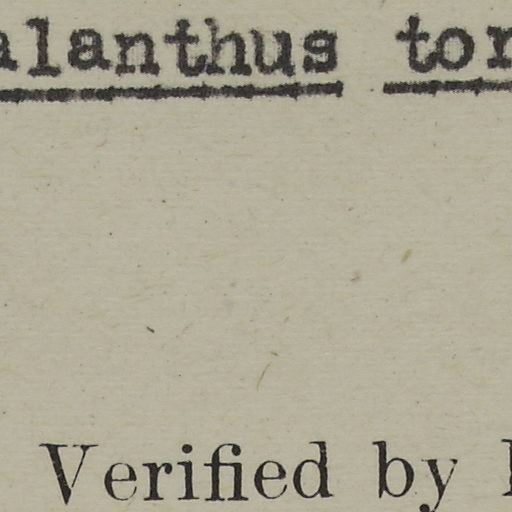 alanthus tor
Verified by